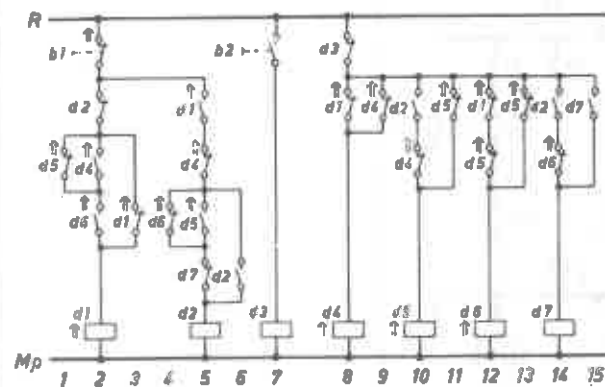 R
b1 b2 d3
d2 d1 d1 d4 d2 d5 d1 d5 d2 d7
d5 d4 d4 d4 d5 d6
d6 d1 d6 d5
d7 d2
d1 d2 d3 d4 d5 d6 d7
Mp
1 2 3 4 5 6 7 8 9 10 11 12 13 14 15